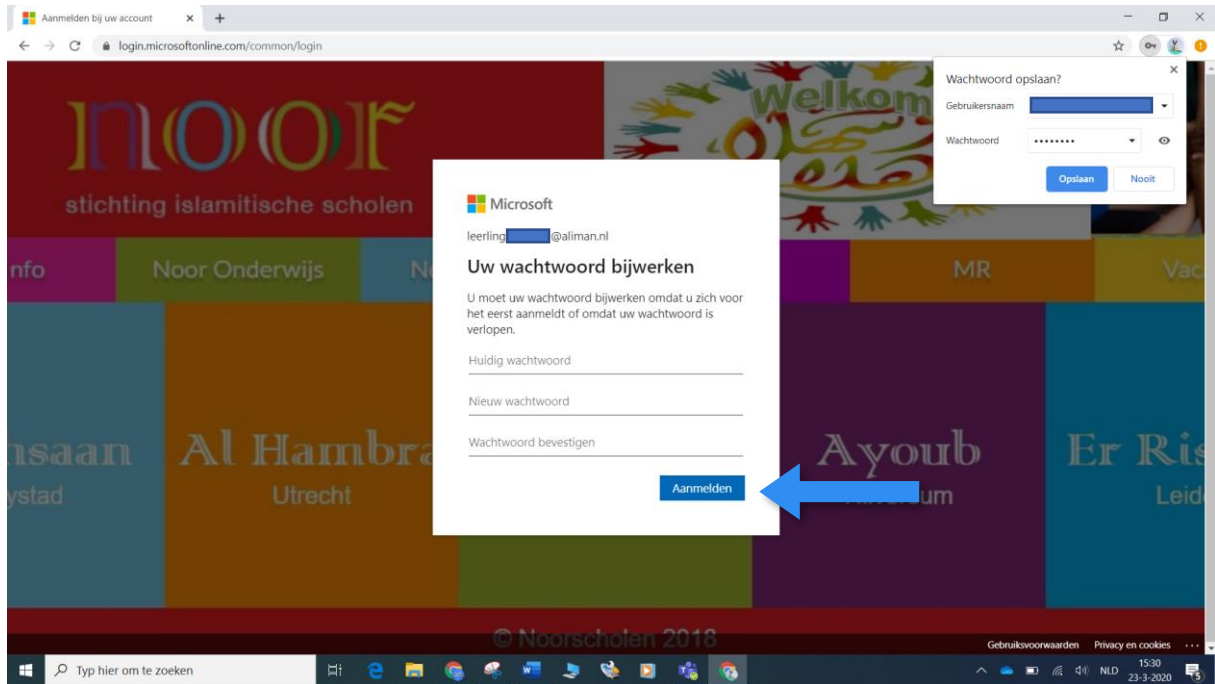 Aanmelden bij uw account
login.microsoftonline.com/common/login
Wachtwoord opslaan?
Gebruikersnaam
Wachtwoord ••••••••
Opslaan Nooit
noor
stichting islamitische scholen
Welkom
nfo
Noor Onderwijs
MR
Vac
Microsoft
leerling @aliman.nl
Uw wachtwoord bijwerken
U moet uw wachtwoord bijwerken omdat u zich voor
het eerst aanmeldt of omdat uw wachtwoord is
verlopen.
Huidig wachtwoord
Nieuw wachtwoord
Wachtwoord bevestigen
Aanmelden
nsaan
ystad
Al Hambra
Utrecht
Ayoub
um
Er Ris
Leid
© Noorscholen 2018
Gebruiksvoorwaarden Privacy en cookies ...
Typ hier om te zoeken
NLD
15:30
23-3-2020
5